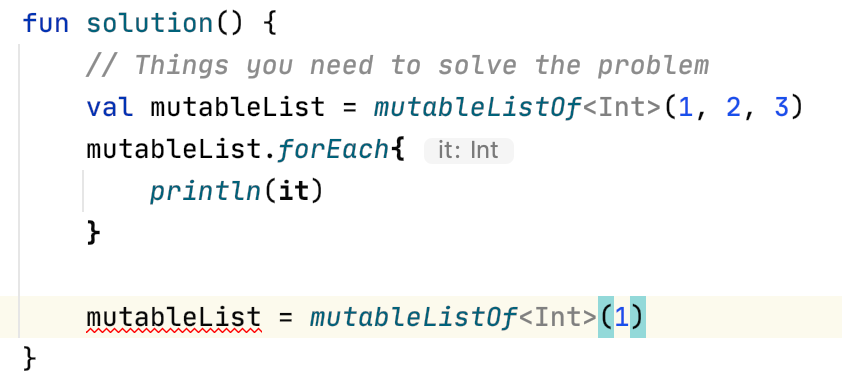 fun solution() {
// Things you need to solve the problem
val mutableList = mutableListOf<Int>(1, 2, 3)
mutableList.forEach{ it: Int
println(it)
}
mutableList = mutableListOf<Int>(1)
}